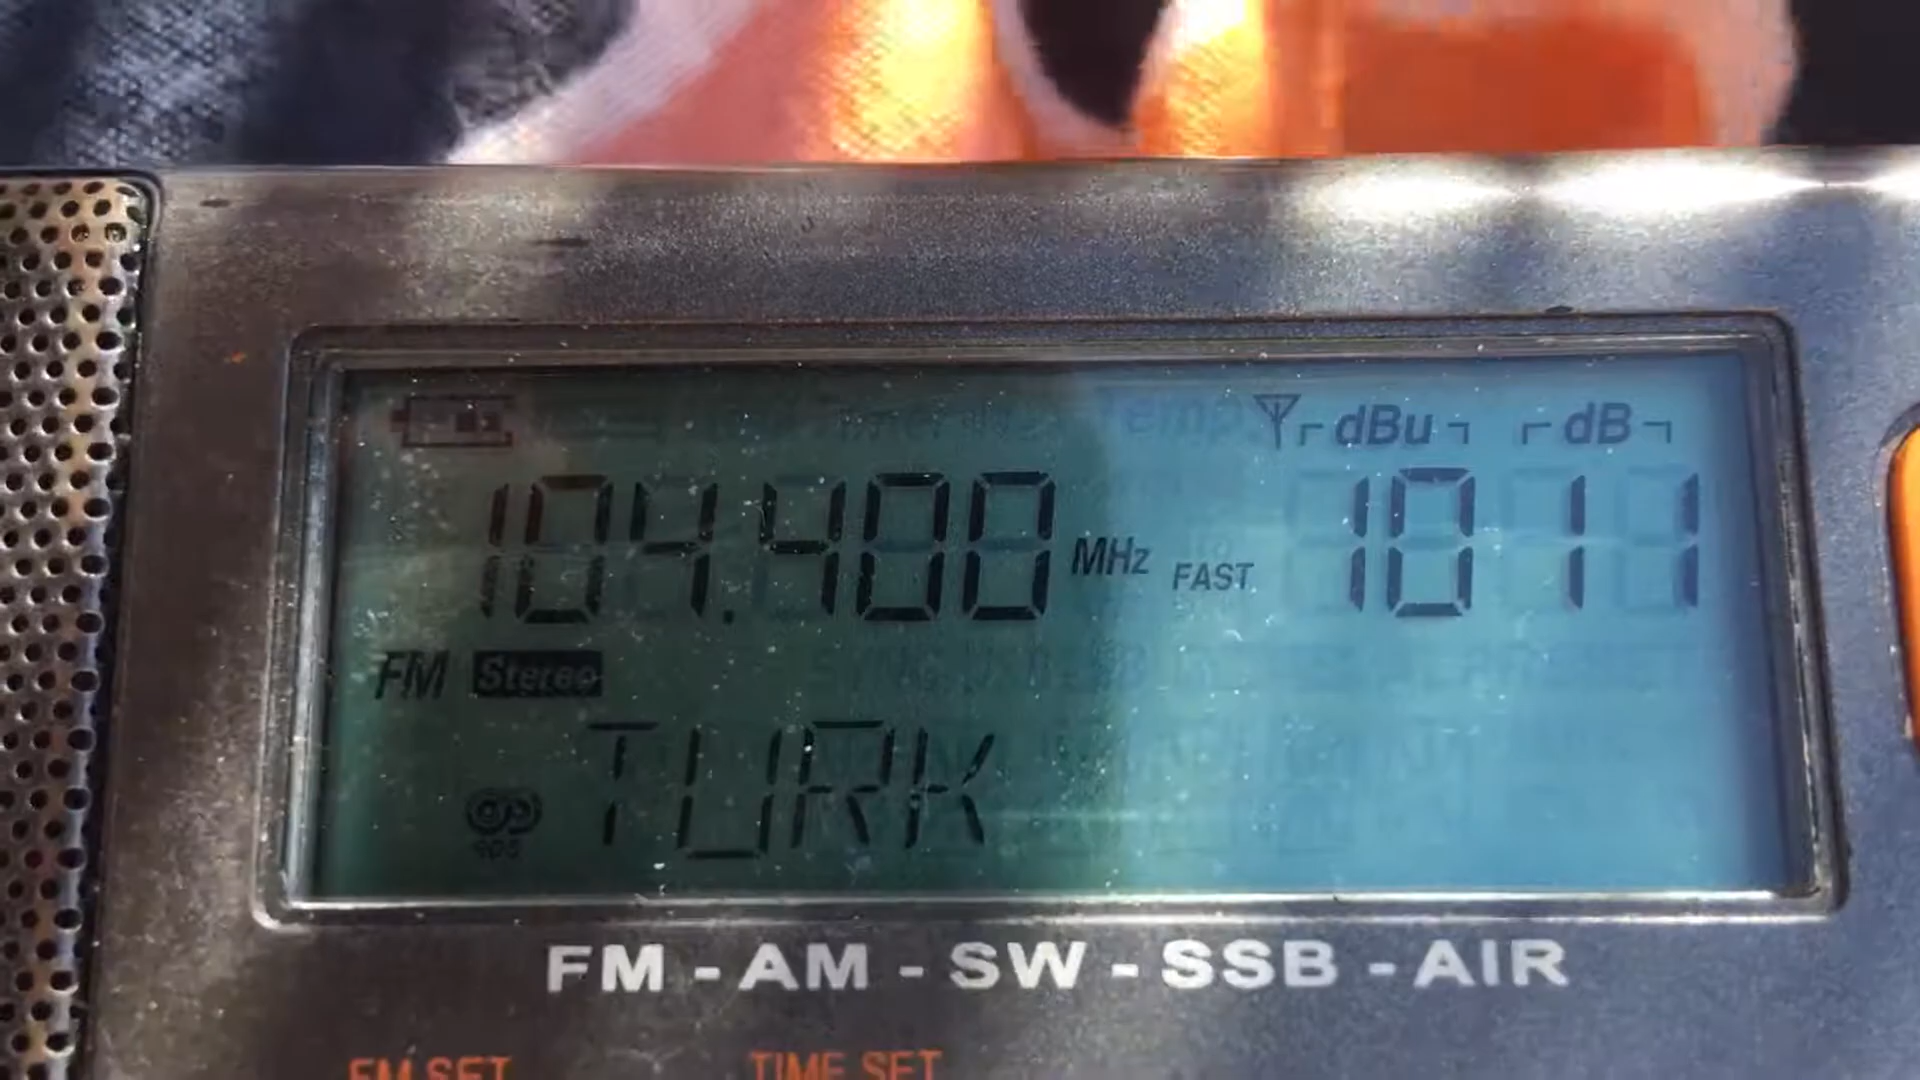 dBu dB
104.400 MHz FAST 10 11
FM Stereo
TURK
FM - AM - SW - SSB - AIR
FM SET TIME SET